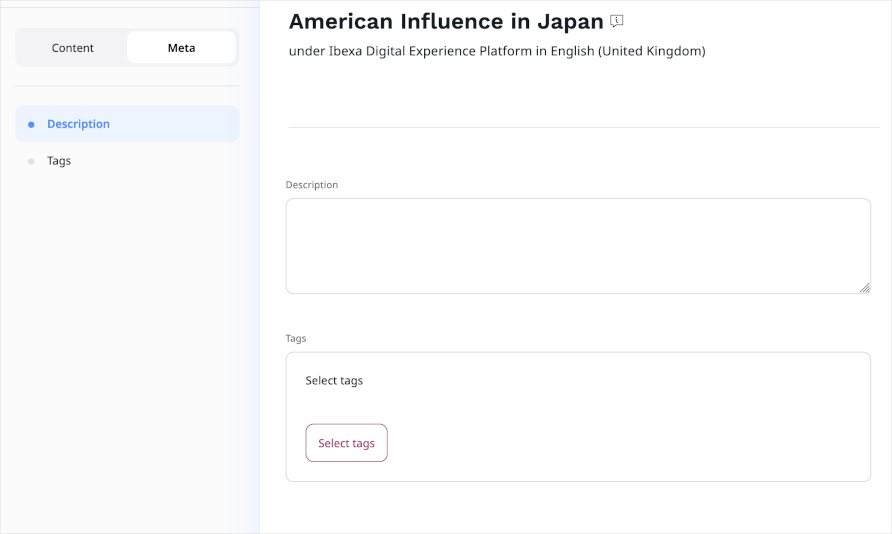 American Influence in Japan
under Ibexa Digital Experience Platform in English (United Kingdom)
Content
Meta
Description
Tags
Description
Tags
Select tags
Select tags